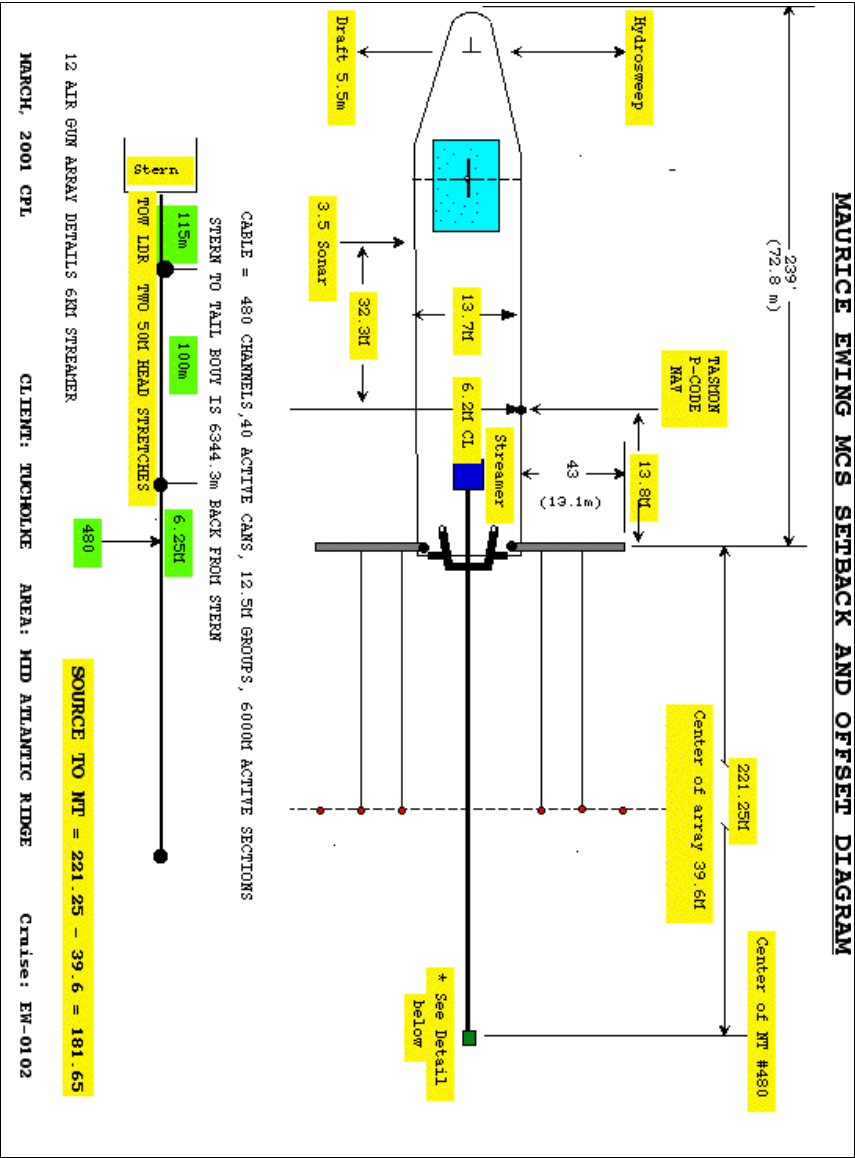 MAURICE EWING MCS SETBACK AND OFFSET DIAGRAM
239'
(72.8 m)
Hydrosweep
Draft 5.5m
TASMON
P-CODE
NAV
13.8M
43
(13.1m)
221.25M
Center of array 39.6M
Center of NT #480
3.5 Sonar
32.3M
13.7M
6.2M CL
Streamer
* See Detail
below
CABLE = 480 CHANNELS,40 ACTIVE CANS, 12.5M GROUPS, 6000M ACTIVE SECTIONS
STERN TO TAIL BOUY IS 6344.3m BACK FROM STERN
Stern
115m
100m
6.25M
TOW LDR TWO 50M HEAD STRETCHES
480
SOURCE TO NT = 221.25 - 39.6 = 181.65
12 AIR GUN ARRAY DETAILS 6KM STREAMER
MARCH, 2001 CPL CLIENT: TUCHOLKE AREA: MID ATLANTIC RIDGE Cruise: EW-0102